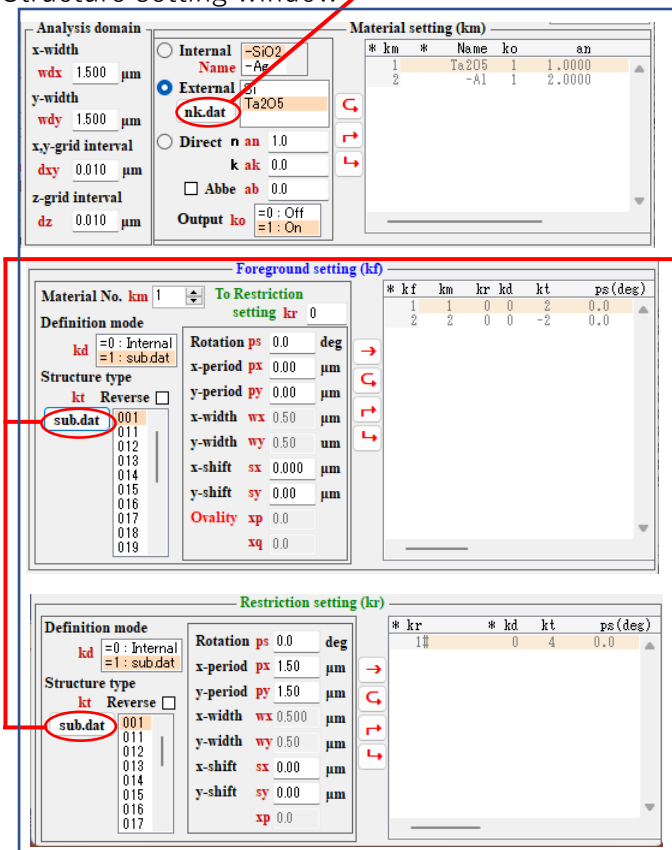 Structure setting window
Analysis domain
x-width
wdx 1.500 μm
y-width
wdy 1.500 μm
x,y-grid interval
dxy 0.010 μm
z-grid interval
dz 0.010 μm
Internal -SiO2
Name -Ag
External Si
nk.dat Ta2O5
Direct n an 1.0
k ak 0.0
Abbe ab 0.0
Output ko =0 : Off
=1 : On
Material setting (km)
* km * Name ko an
1 Ta2O5 1 1.0000
2 -Al 1 2.0000
Foreground setting (kf)
Material No. km 1 To Restriction
setting kr 0
Definition mode
kd =0 : Internal
=1 : sub.dat
Structure type
kt Reverse
sub.dat 001
011
012
013
014
015
016
017
018
019
Rotation ps 0.0 deg
x-period px 0.00 μm
y-period py 0.00 μm
x-width wx 0.50 μm
y-width wy 0.50 um
x-shift sx 0.000 μm
y-shift sy 0.00 μm
Ovality xp 0.0
xq 0.0
* kf km kr kd kt ps(deg)
1 1 0 0 2 0.0
2 2 0 0 -2 0.0
Restriction setting (kr)
Definition mode
kd =0 : Internal
=1 : sub.dat
Structure type
kt Reverse
sub.dat 001
011
012
013
014
015
016
017
Rotation ps 0.0 deg
x-period px 1.50 μm
y-period py 1.50 μm
x-width wx 0.500 μm
y-width wy 0.50 μm
x-shift sx 0.00 μm
y-shift sy 0.00 μm
xp 0.0
* kr * kd kt ps(deg)
1# 0 4 0.0